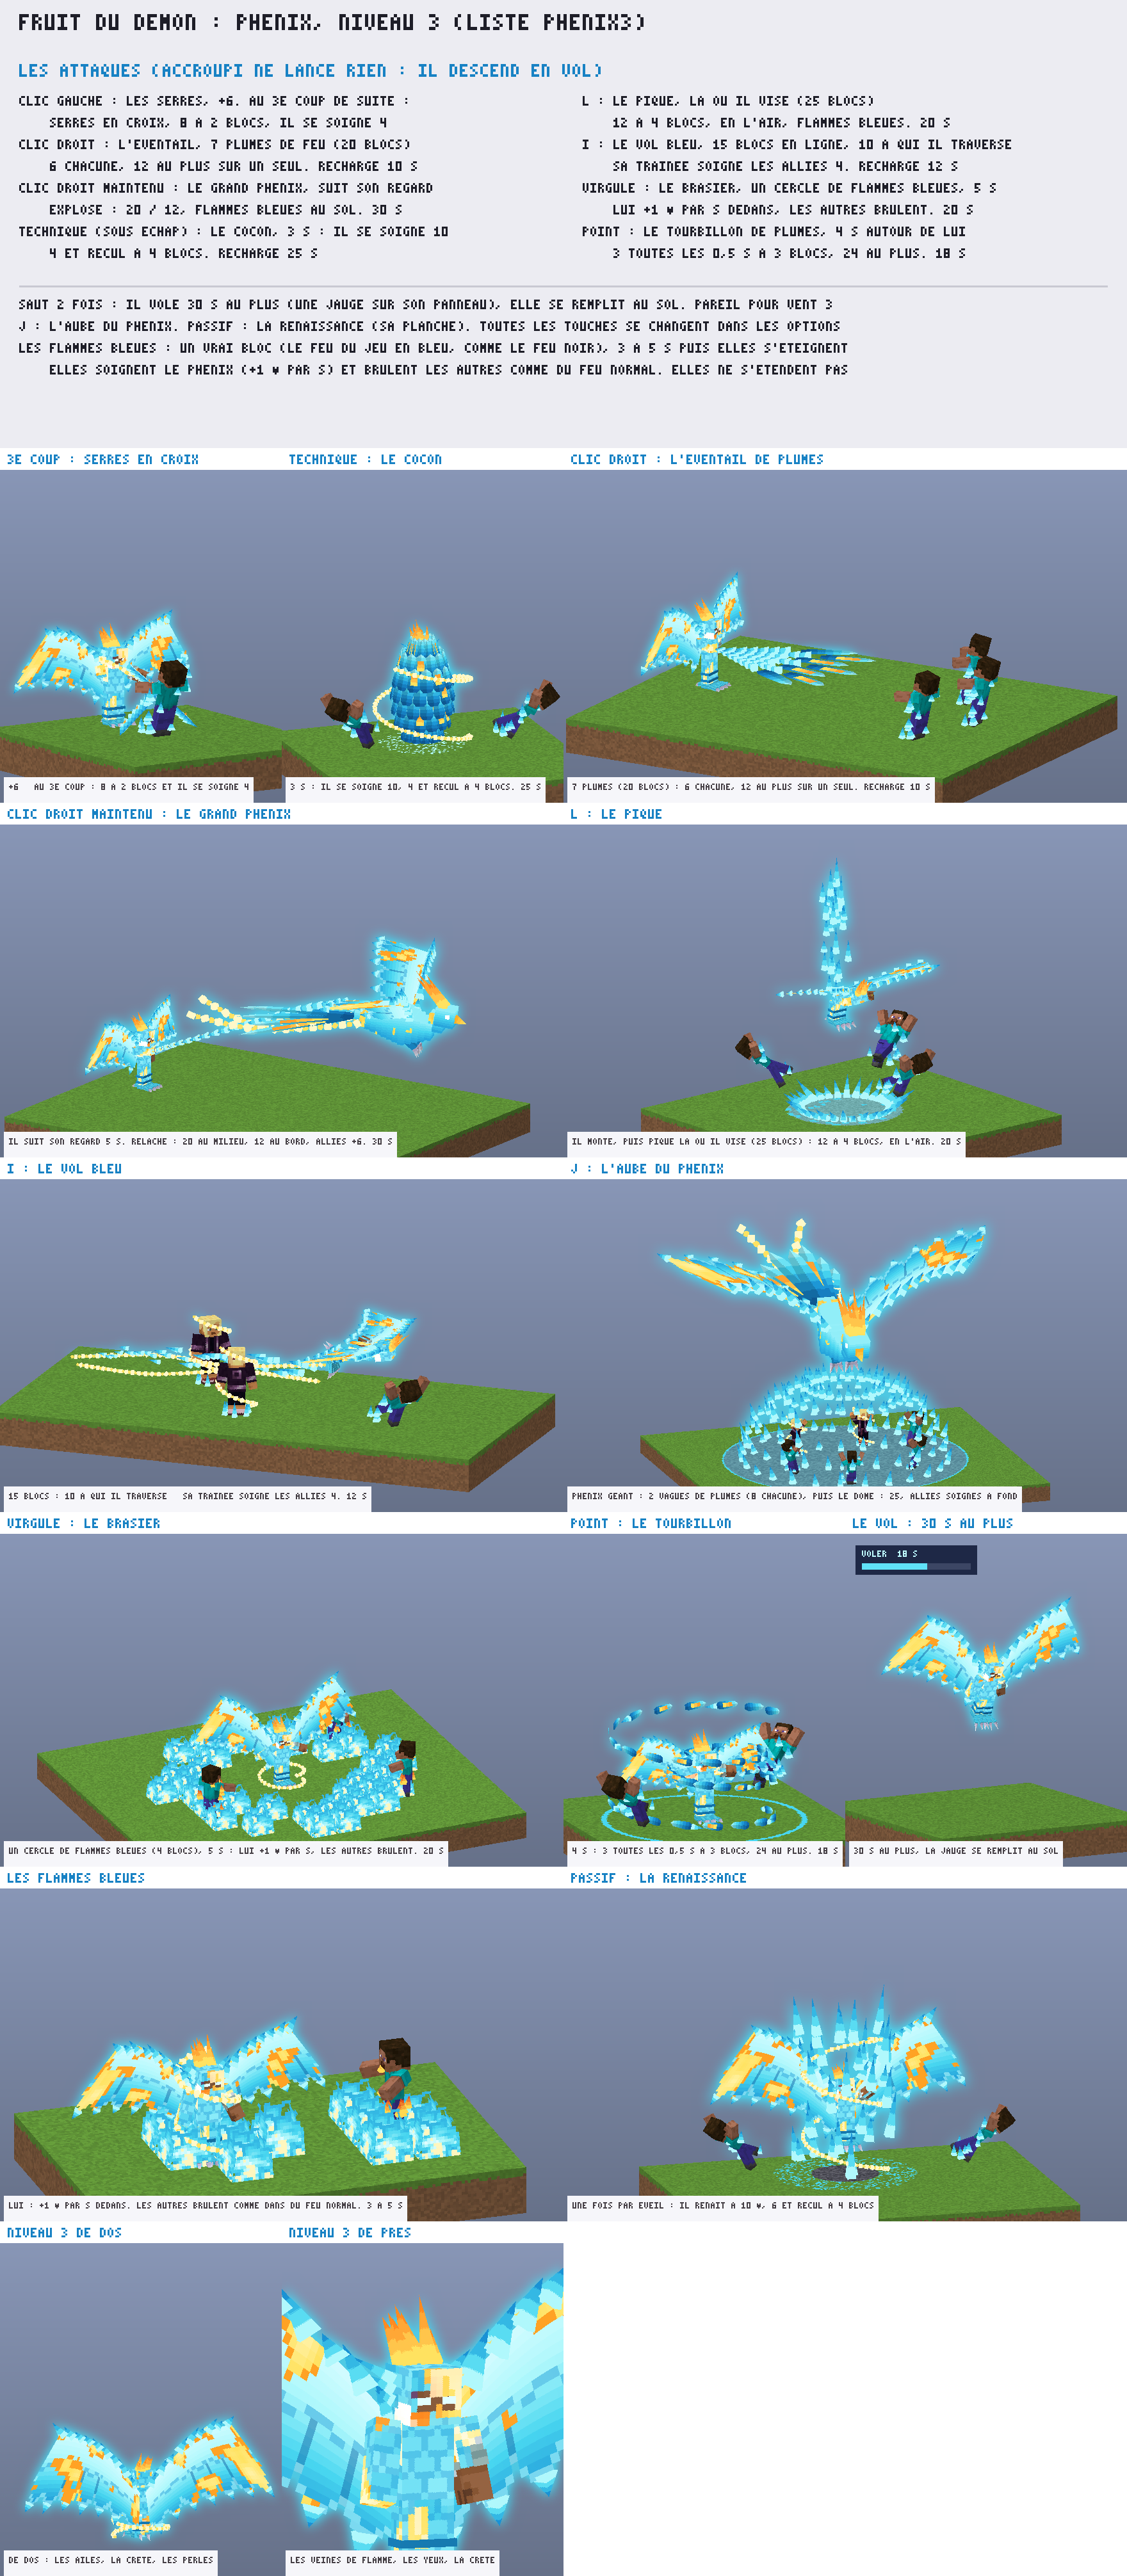 FRUIT DU DEMON : PHENIX, NIVEAU 3 (LISTE PHENIX3)
LES ATTAQUES (ACCROUPI NE LANCE RIEN : IL DESCEND EN VOL)
CLIC GAUCHE : LES SERRES, +6. AU 3E COUP DE SUITE :
SERRES EN CROIX, 8 A 2 BLOCS, IL SE SOIGNE 4
CLIC DROIT : L'EVENTAIL, 7 PLUMES DE FEU (20 BLOCS)
6 CHACUNE, 12 AU PLUS SUR UN SEUL. RECHARGE 10 S
CLIC DROIT MAINTENU : LE GRAND PHENIX, SUIT SON REGARD
EXPLOSE : 20 / 12, FLAMMES BLEUES AU SOL. 30 S
TECHNIQUE (SOUS ECHAP) : LE COCON, 3 S : IL SE SOIGNE 10
4 ET RECUL A 4 BLOCS. RECHARGE 25 S
L : LE PIQUE, LA OU IL VISE (25 BLOCS)
12 A 4 BLOCS, EN L'AIR, FLAMMES BLEUES. 20 S
I : LE VOL BLEU, 15 BLOCS EN LIGNE, 10 A QUI IL TRAVERSE
SA TRAINEE SOIGNE LES ALLIES 4. RECHARGE 12 S
VIRGULE : LE BRASIER, UN CERCLE DE FLAMMES BLEUES, 5 S
LUI +1 ♥ PAR S DEDANS, LES AUTRES BRULENT. 20 S
POINT : LE TOURBILLON DE PLUMES, 4 S AUTOUR DE LUI
3 TOUTES LES 0,5 S A 3 BLOCS, 24 AU PLUS. 18 S
SAUT 2 FOIS : IL VOLE 30 S AU PLUS (UNE JAUGE SUR SON PANNEAU), ELLE SE REMPLIT AU SOL. PAREIL POUR VENT 3
J : L'AUBE DU PHENIX. PASSIF : LA RENAISSANCE (SA PLANCHE). TOUTES LES TOUCHES SE CHANGENT DANS LES OPTIONS
LES FLAMMES BLEUES : UN VRAI BLOC (LE FEU DU JEU EN BLEU, COMME LE FEU NOIR), 3 A 5 S PUIS ELLES S'ETEIGNENT
ELLES SOIGNENT LE PHENIX (+1 ♥ PAR S) ET BRULENT LES AUTRES COMME DU FEU NORMAL. ELLES NE S'ETENDENT PAS
3E COUP : SERRES EN CROIX
TECHNIQUE : LE COCON
CLIC DROIT : L'EVENTAIL DE PLUMES
+6 AU 3E COUP : 8 A 2 BLOCS ET IL SE SOIGNE 4
3 S : IL SE SOIGNE 10, 4 ET RECUL A 4 BLOCS. 25 S
7 PLUMES (20 BLOCS) : 6 CHACUNE, 12 AU PLUS SUR UN SEUL. RECHARGE 10 S
CLIC DROIT MAINTENU : LE GRAND PHENIX
L : LE PIQUE
IL SUIT SON REGARD 5 S. RELACHE : 20 AU MILIEU, 12 AU BORD, ALLIES +6. 30 S
IL MONTE, PUIS PIQUE LA OU IL VISE (25 BLOCS) : 12 A 4 BLOCS, EN L'AIR. 20 S
I : LE VOL BLEU
J : L'AUBE DU PHENIX
15 BLOCS : 10 A QUI IL TRAVERSE SA TRAINEE SOIGNE LES ALLIES 4. 12 S
PHENIX GEANT : 2 VAGUES DE PLUMES (8 CHACUNE), PUIS LE DOME : 25, ALLIES SOIGNES A FOND
VIRGULE : LE BRASIER
POINT : LE TOURBILLON
LE VOL : 30 S AU PLUS
VOLER 18 S
UN CERCLE DE FLAMMES BLEUES (4 BLOCS), 5 S : LUI +1 ♥ PAR S, LES AUTRES BRULENT. 20 S
4 S : 3 TOUTES LES 0,5 S A 3 BLOCS, 24 AU PLUS. 18 S
30 S AU PLUS, LA JAUGE SE REMPLIT AU SOL
LES FLAMMES BLEUES
PASSIF : LA RENAISSANCE
LUI : +1 ♥ PAR S DEDANS. LES AUTRES BRULENT COMME DANS DU FEU NORMAL. 3 A 5 S
UNE FOIS PAR EVEIL : IL RENAIT A 10 ♥, 6 ET RECUL A 4 BLOCS
NIVEAU 3 DE DOS
NIVEAU 3 DE PRES
DE DOS : LES AILES, LA CRETE, LES PERLES
LES VEINES DE FLAMME, LES YEUX, LA CRETE